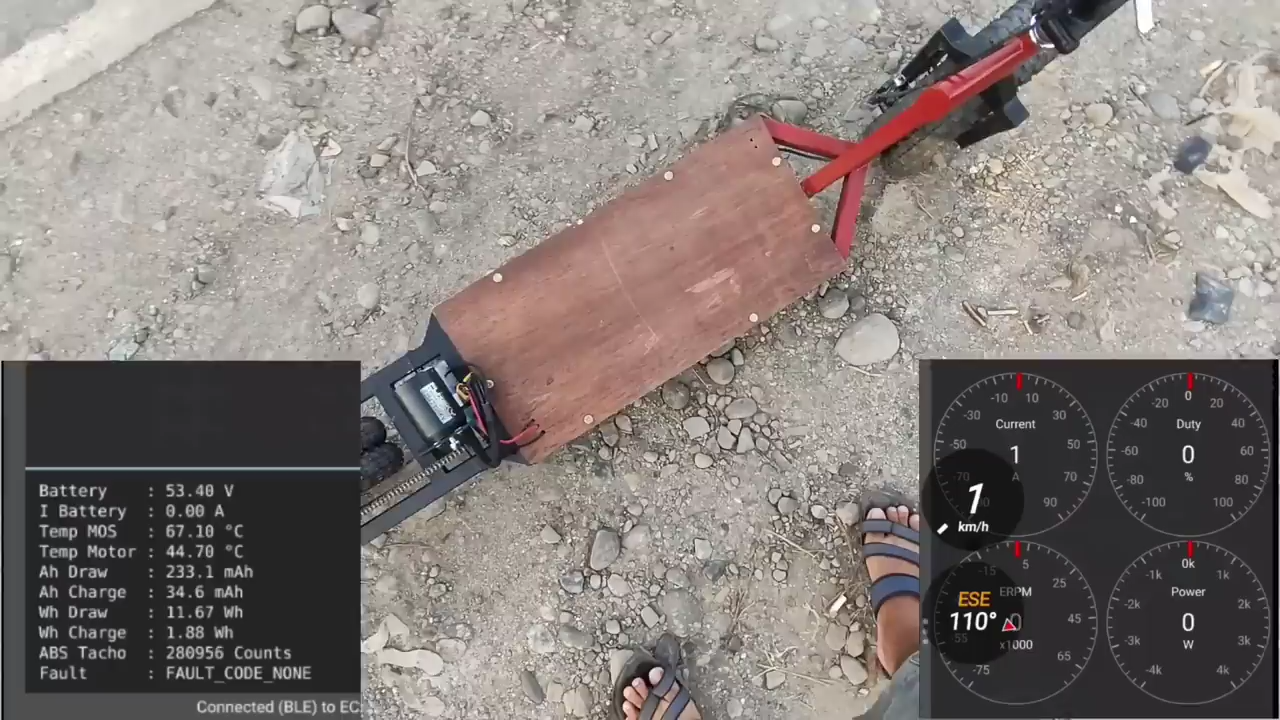 Battery : 53.40 V
I Battery : 0.00 A
Temp MOS : 67.10 °C
Temp Motor : 44.70 °C
Ah Draw : 233.1 mAh
Ah Charge : 34.6 mAh
Wh Draw : 11.67 Wh
Wh Charge : 1.88 Wh
ABS Tacho : 280956 Counts
Fault : FAULT_CODE_NONE
Connected (BLE) to EC
-10 10
-30 30
Current
-50 50
1
-70 70
A
90
0
-20 20
-40 40
Duty
-60 60
0
%
-80 80
-100 100
1
km/h
5
-15 25
ERPM
45
x1000
55 65
-75
ESE
110°
0k
-1k 1k
Power
-2k 2k
0
-3k 3k
W
-4k 4k